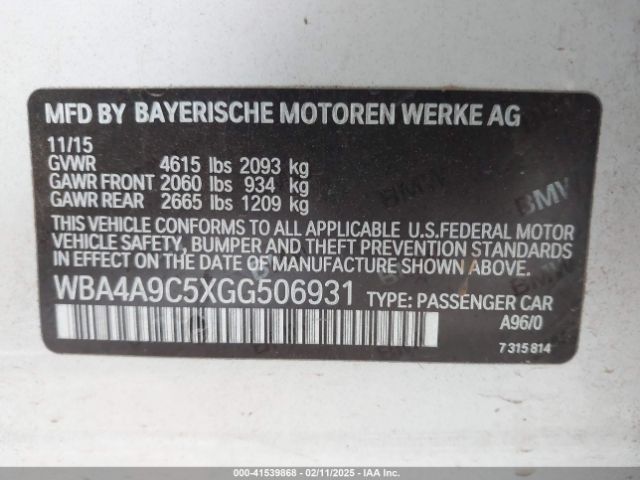 MFD BY BAYERISCHE MOTOREN WERKE AG
11/15
GVWR 4615 lbs 2093 kg
GAWR FRONT 2060 lbs 934 kg
GAWR REAR 2665 lbs 1209 kg
THIS VEHICLE CONFORMS TO ALL APPLICABLE U.S.FEDERAL MOTOR
VEHICLE SAFETY, BUMPER AND THEFT PREVENTION STANDARDS
IN EFFECT ON THE DATE OF MANUFACTURE SHOWN ABOVE.
WBA4A9C5XGG506931 TYPE: PASSENGER CAR
A96/0
7 315 814
BMW
BMW
BMW
000-41539868 - 02/11/2025 - IAA Inc.